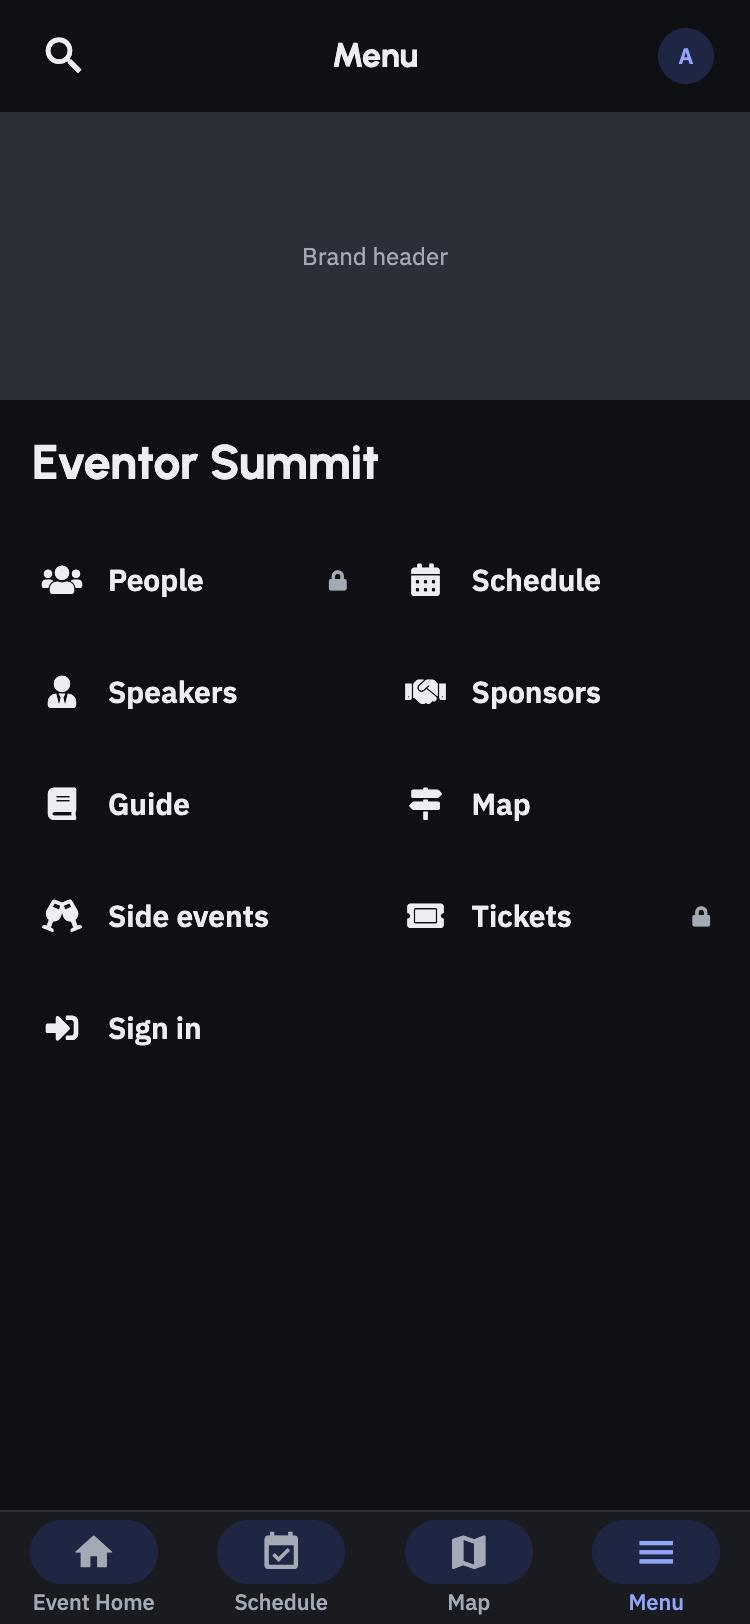 Menu
A
Brand header
Eventor Summit
People
Schedule
Speakers
Sponsors
Guide
Map
Side events
Tickets
Sign in
Event Home
Schedule
Map
Menu